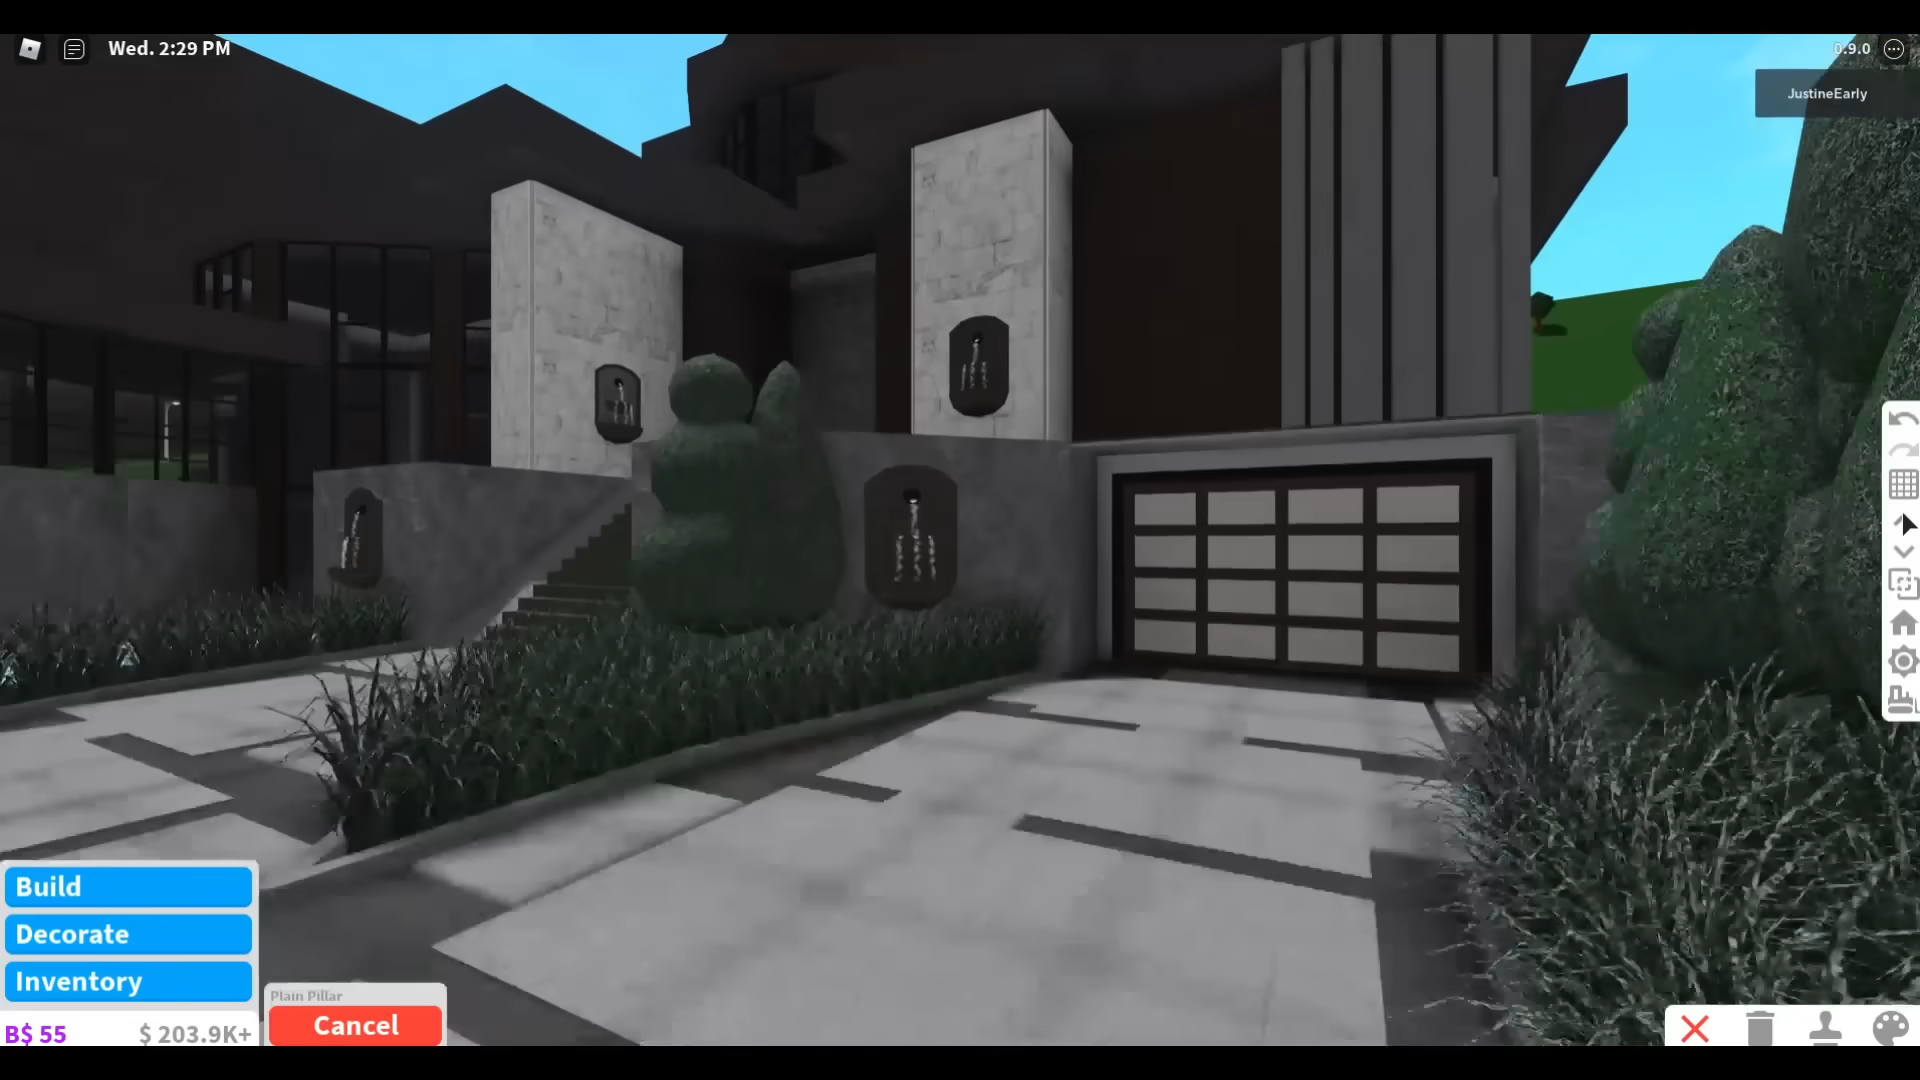 Wed. 2:29 PM
0.9.0
JustineEarly
Build
Decorate
Inventory
Plain Pillar
Cancel
B$ 55
$ 203.9K+